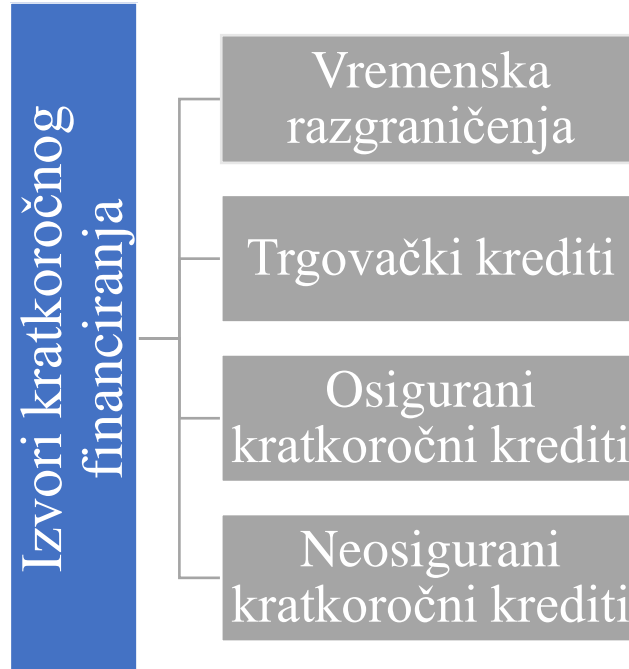 Izvori kratkoročnog
financiranja
Vremenska
razgraničenja
Trgovački krediti
Osigurani
kratkoročni krediti
Neosigurani
kratkoročni krediti